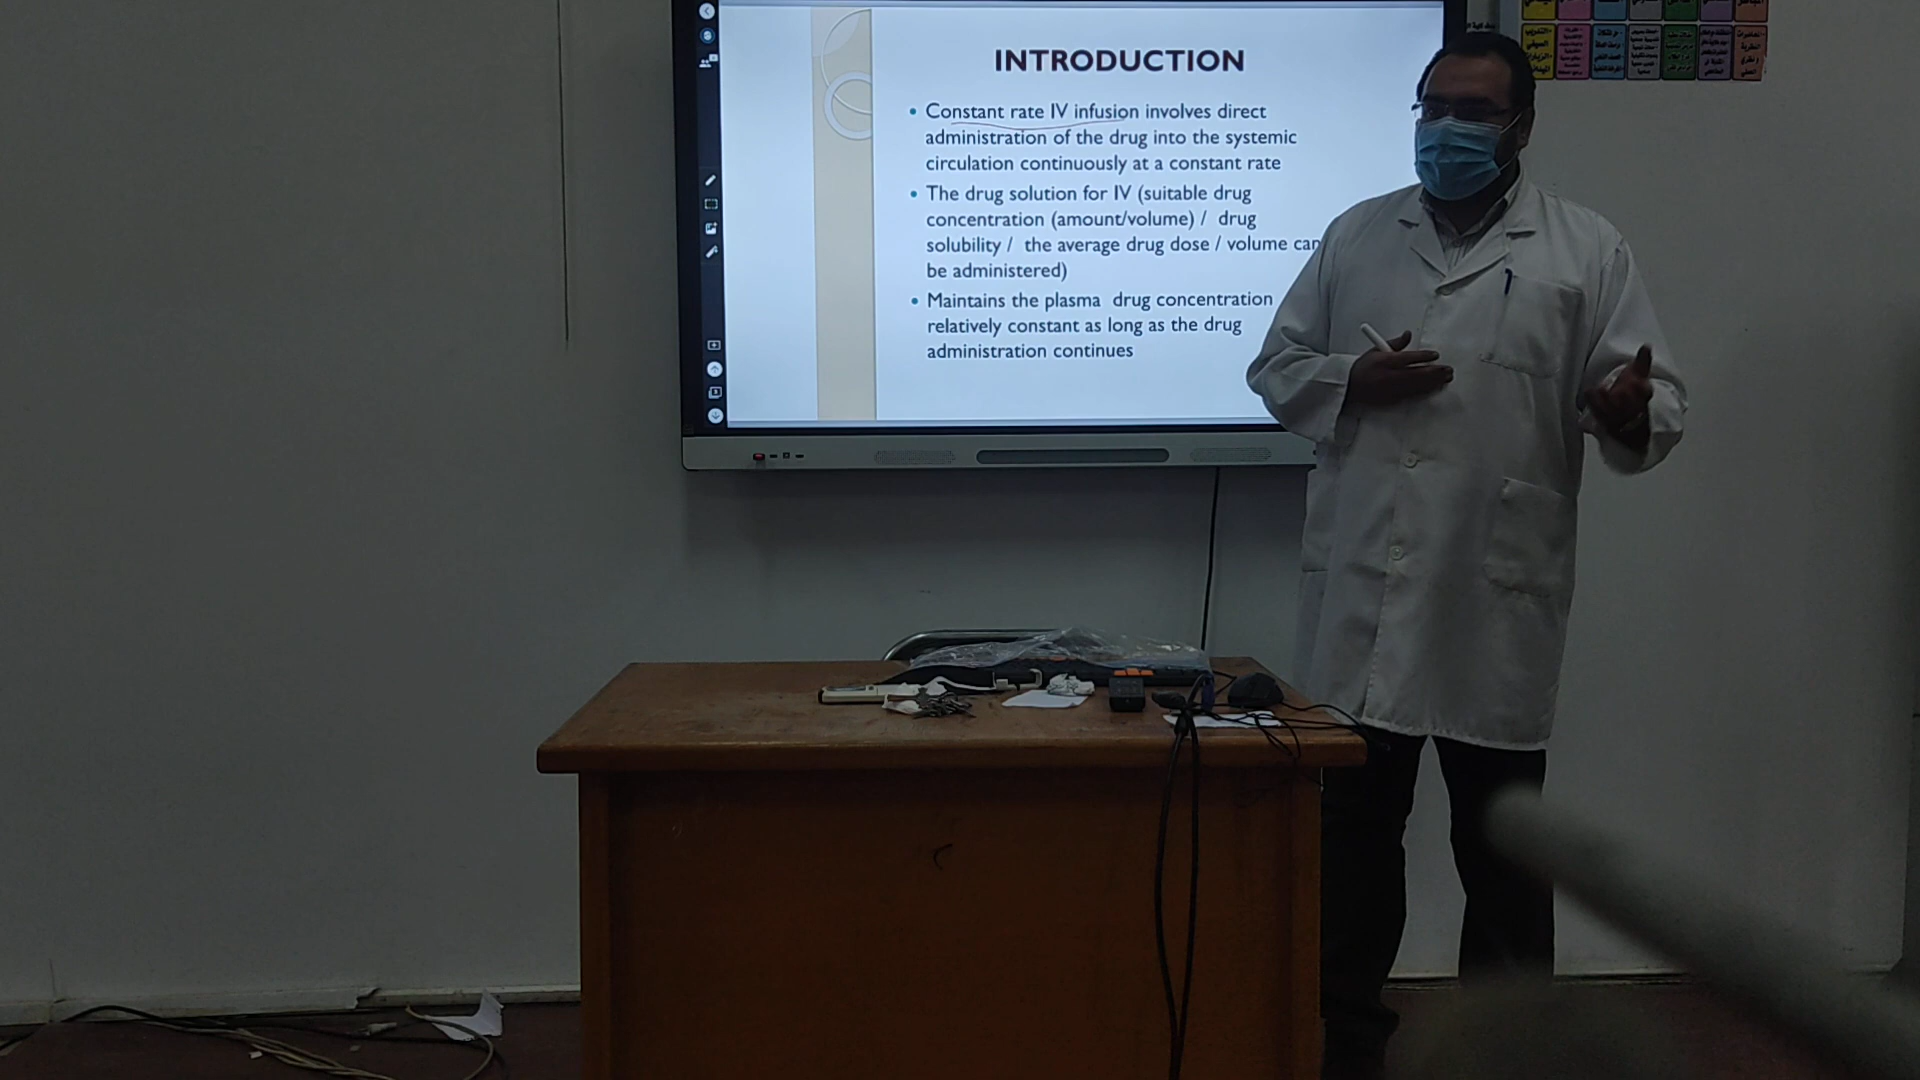 INTRODUCTION
• Constant rate IV infusion involves direct
administration of the drug into the systemic
circulation continuously at a constant rate
• The drug solution for IV (suitable drug
concentration (amount/volume) / drug
solubility / the average drug dose / volume can
be administered)
• Maintains the plasma drug concentration
relatively constant as long as the drug
administration continues